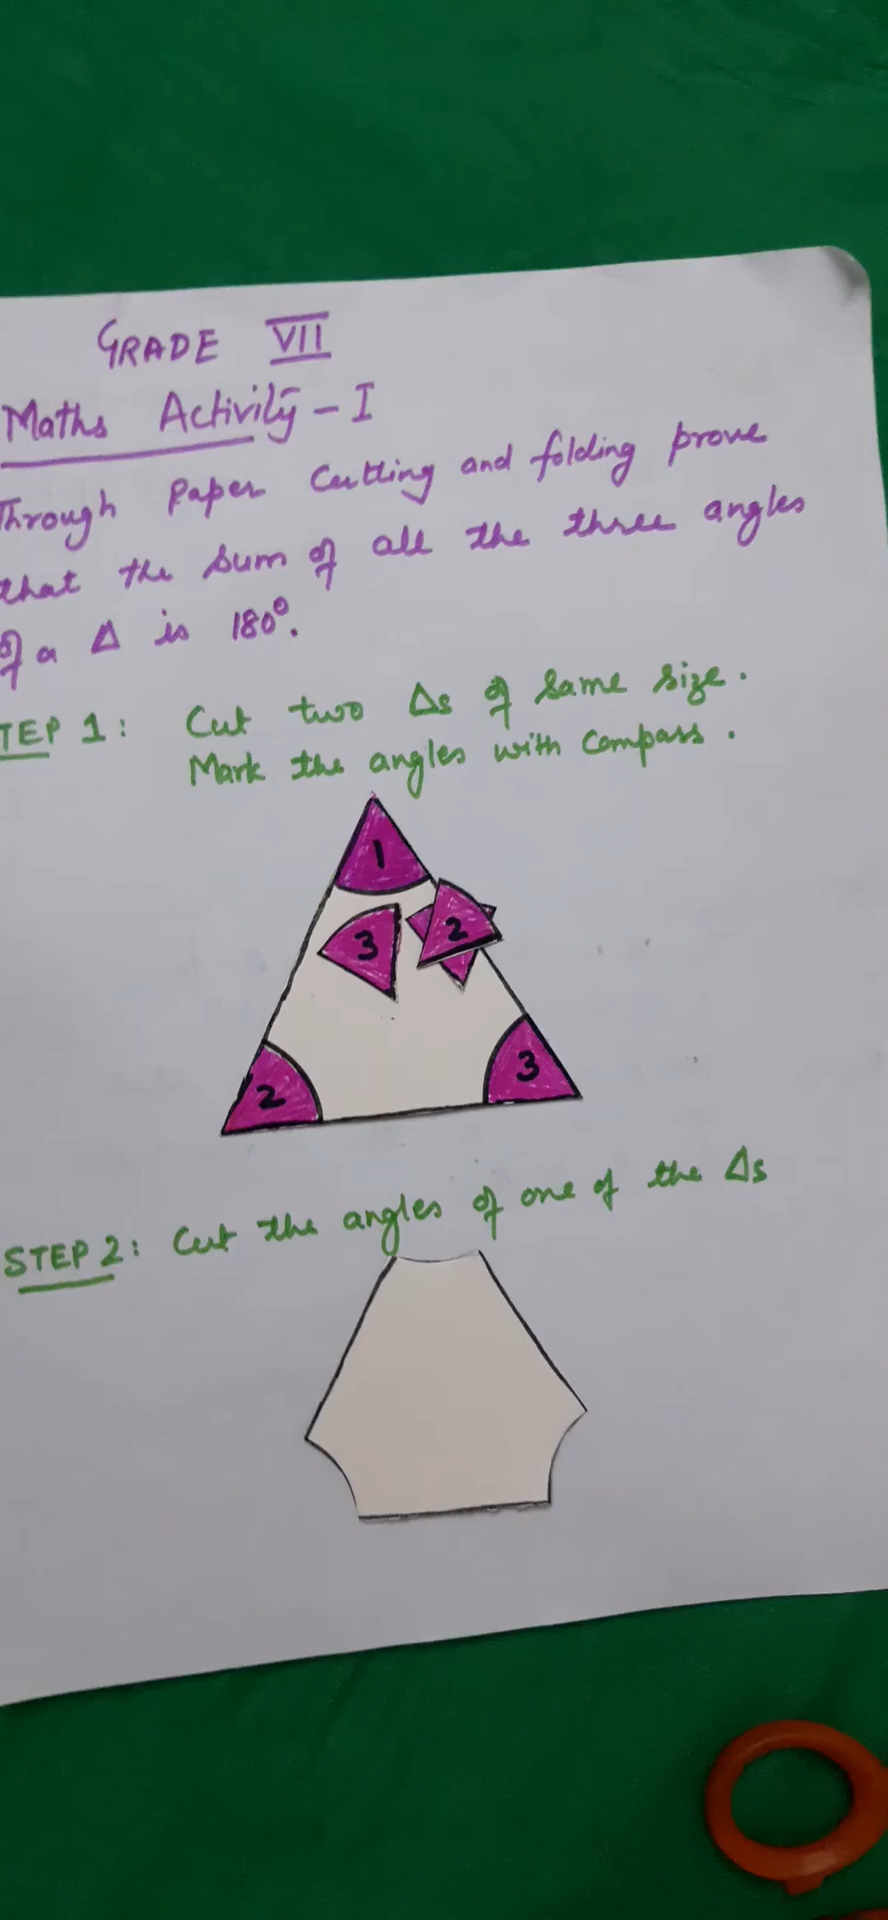 GRADE VII
Maths Activity - I
Through Paper Cutting and folding prove
that the sum of all the three angles
of a Δ is 180°.
TEP 1: Cut two Δs of same size.
Mark the angles with compass.
1
3 2
2 3
STEP 2: Cut the angles of one of the Δs